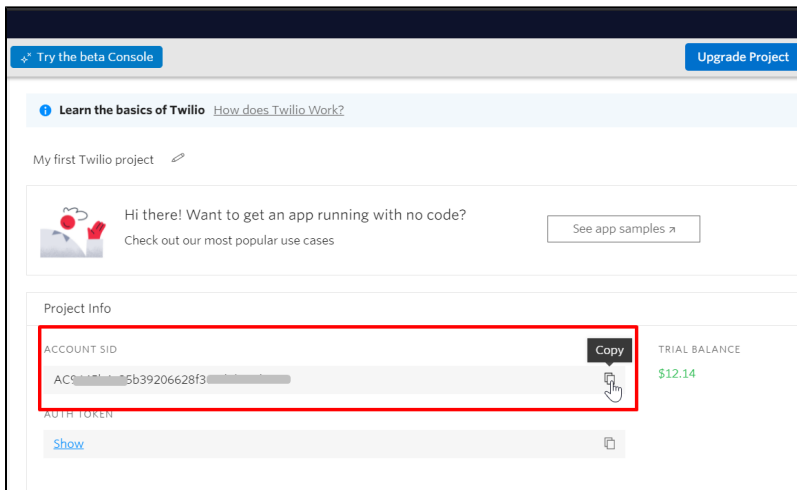 Try the beta Console
Upgrade Project
Learn the basics of Twilio How does Twilio Work?
My first Twilio project
Hi there! Want to get an app running with no code?
Check out our most popular use cases
See app samples
Project Info
ACCOUNT SID
Copy
TRIAL BALANCE
5b39206628f3
$12.14
AUTH TOKEN
Show